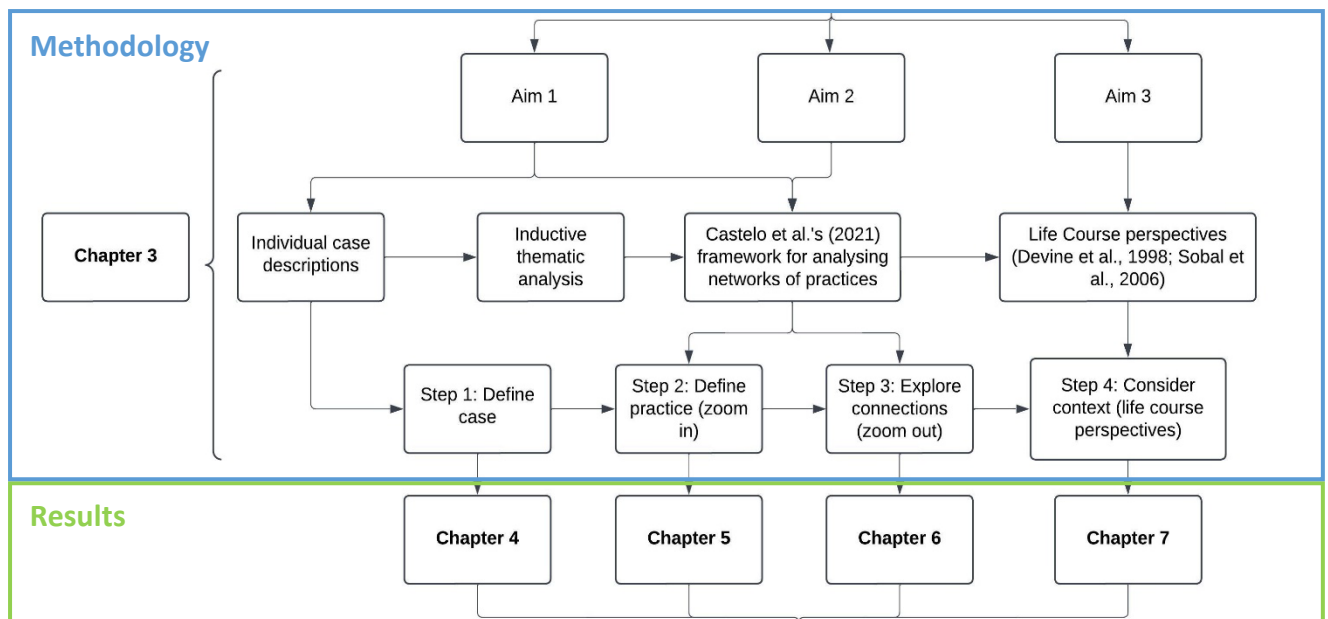 Methodology
Aim 1
Aim 2
Aim 3
Chapter 3
Individual case
descriptions
Inductive
thematic
analysis
Castelo et al.'s (2021)
framework for analysing
networks of practices
Life Course perspectives
(Devine et al., 1998; Sobal et
al., 2006)
Step 1: Define
case
Step 2: Define
practice (zoom
in)
Step 3: Explore
connections
(zoom out)
Step 4: Consider
context (life course
perspectives)
Results
Chapter 4
Chapter 5
Chapter 6
Chapter 7